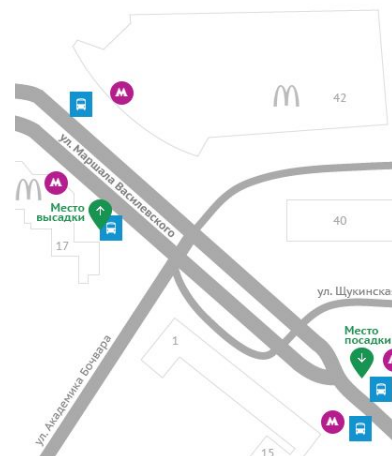 42
ул. Маршала Василевского
Место
высадки
17
40
ул. Щукинская
Место
посадки
1
ул. Академика Бочвара
15